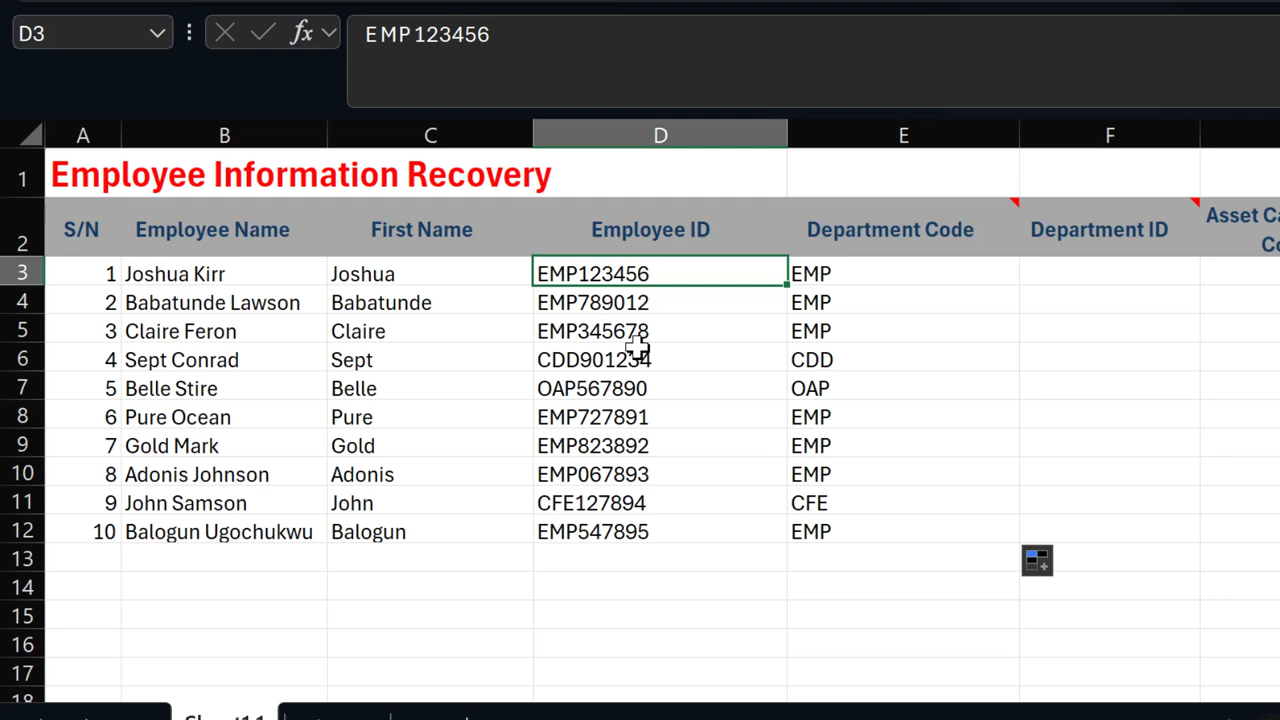 D3 fx EMP123456
A B C D E F
1 Employee Information Recovery
2 S/N Employee Name First Name Employee ID Department Code Department ID Asset
3 1 Joshua Kirr Joshua EMP123456 EMP
4 2 Babatunde Lawson Babatunde EMP789012 EMP
5 3 Claire Feron Claire EMP345678 EMP
6 4 Sept Conrad Sept CDD901234 CDD
7 5 Belle Stire Belle OAP567890 OAP
8 6 Pure Ocean Pure EMP727891 EMP
9 7 Gold Mark Gold EMP823892 EMP
10 8 Adonis Johnson Adonis EMP067893 EMP
11 9 John Samson John CFE127894 CFE
12 10 Balogun Ugochukwu Balogun EMP547895 EMP
13
14
15
16
17
18